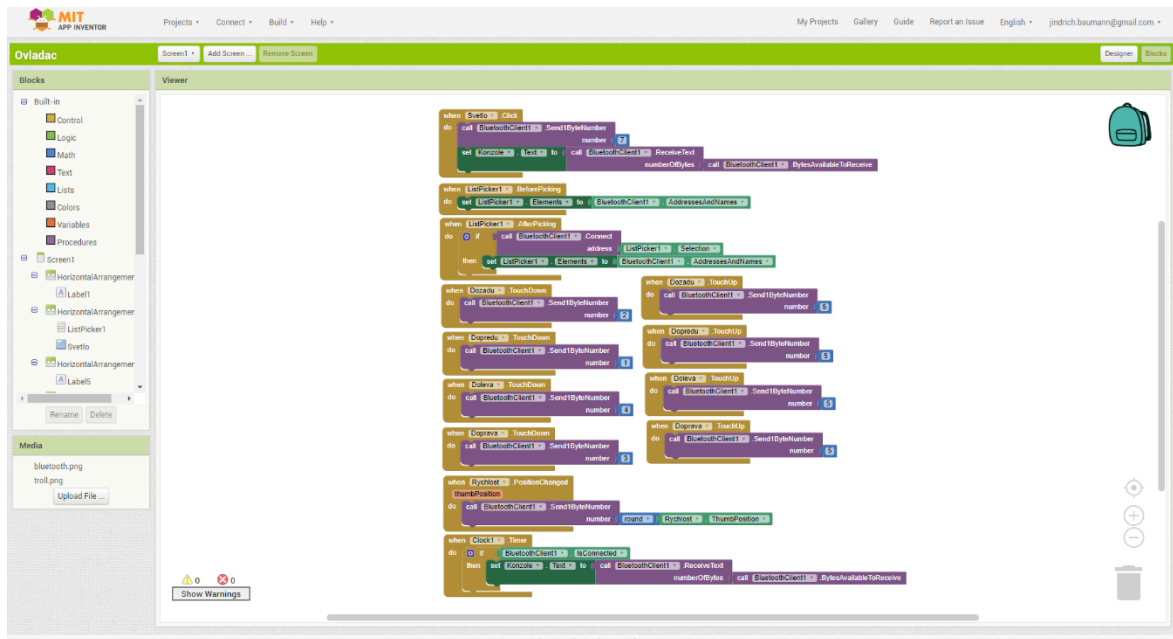 MIT
APP INVENTOR
Projects Connect Build Help
My Projects Gallery Guide Report an Issue English jindrich.baumann@gmail.com
Ovladac
Screen1 Add Screen ... Remove Screen
Designer Blocks
Blocks
Viewer
Built-in
Control
Logic
Math
Text
Lists
Colors
Variables
Procedures
Screen1
HorizontalArrangemer
Label1
HorizontalArrangemer
ListPicker1
Svetlo
HorizontalArrangemer
Label5
Rename Delete
Media
bluetooth.png
troll.png
Upload File ...
when Svetlo .Click
do call BluetoothClient1 .Send1ByteNumber
number 7
set Konzole . Text to call BluetoothClient1 .ReceiveText
numberOfBytes call BluetoothClient1 .BytesAvailableToReceive
when ListPicker1 .BeforePicking
do set ListPicker1 . Elements to BluetoothClient1 . AddressesAndNames
when ListPicker1 .AfterPicking
do if call BluetoothClient1 .Connect
address ListPicker1 . Selection
then set ListPicker1 . Elements to BluetoothClient1 . AddressesAndNames
when Dozadu .TouchDown
do call BluetoothClient1 .Send1ByteNumber
number 2
when Dozadu .TouchUp
do call BluetoothClient1 .Send1ByteNumber
number 5
when Dopredu .TouchDown
do call BluetoothClient1 .Send1ByteNumber
number 1
when Dopredu .TouchUp
do call BluetoothClient1 .Send1ByteNumber
number 5
when Doleva .TouchDown
do call BluetoothClient1 .Send1ByteNumber
number 4
when Doleva .TouchUp
do call BluetoothClient1 .Send1ByteNumber
number 5
when Doprava .TouchDown
do call BluetoothClient1 .Send1ByteNumber
number 3
when Doprava .TouchUp
do call BluetoothClient1 .Send1ByteNumber
number 5
when Rychlost .PositionChanged
thumbPosition
do call BluetoothClient1 .Send1ByteNumber
number round Rychlost . ThumbPosition
when Clock1 .Timer
do if BluetoothClient1 . IsConnected
then set Konzole . Text to call BluetoothClient1 .ReceiveText
numberOfBytes call BluetoothClient1 .BytesAvailableToReceive
0 0
Show Warnings